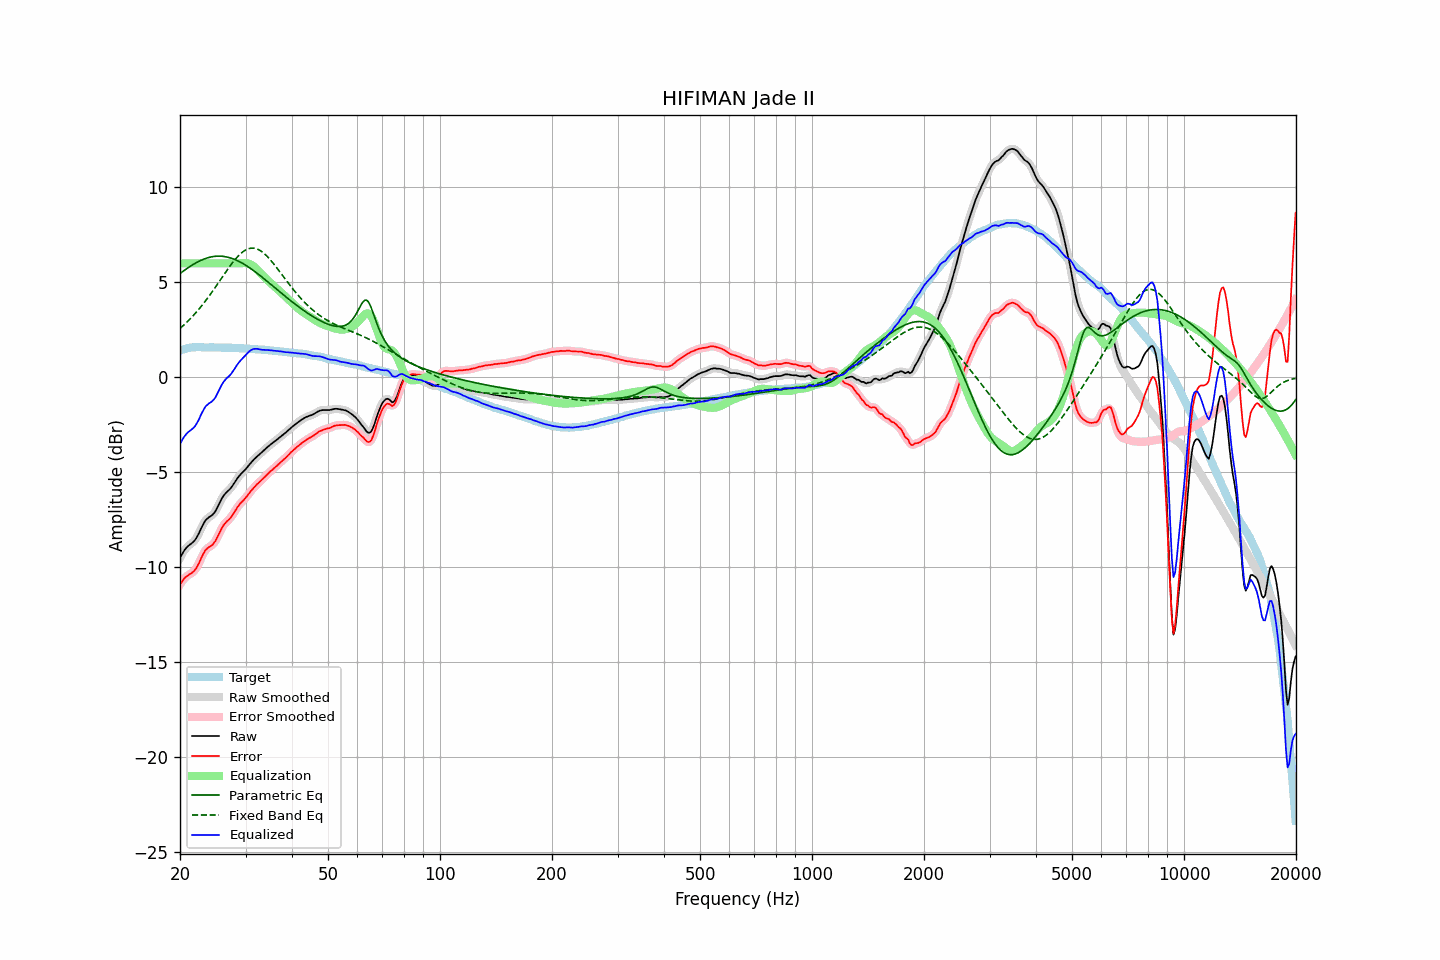 HIFIMAN Jade II
10
5
0
−5
−10
−15
−20
−25
Amplitude (dBr)
Target
Raw Smoothed
Error Smoothed
Raw
Error
Equalization
Parametric Eq
Fixed Band Eq
Equalized
20 50 100 200 500 1000 2000 5000 10000 20000
Frequency (Hz)